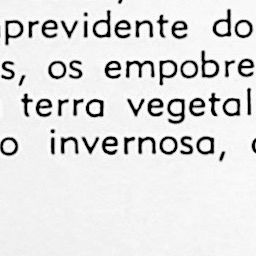 previdente do
s, os empobre
terra vegetal
o invernosa,